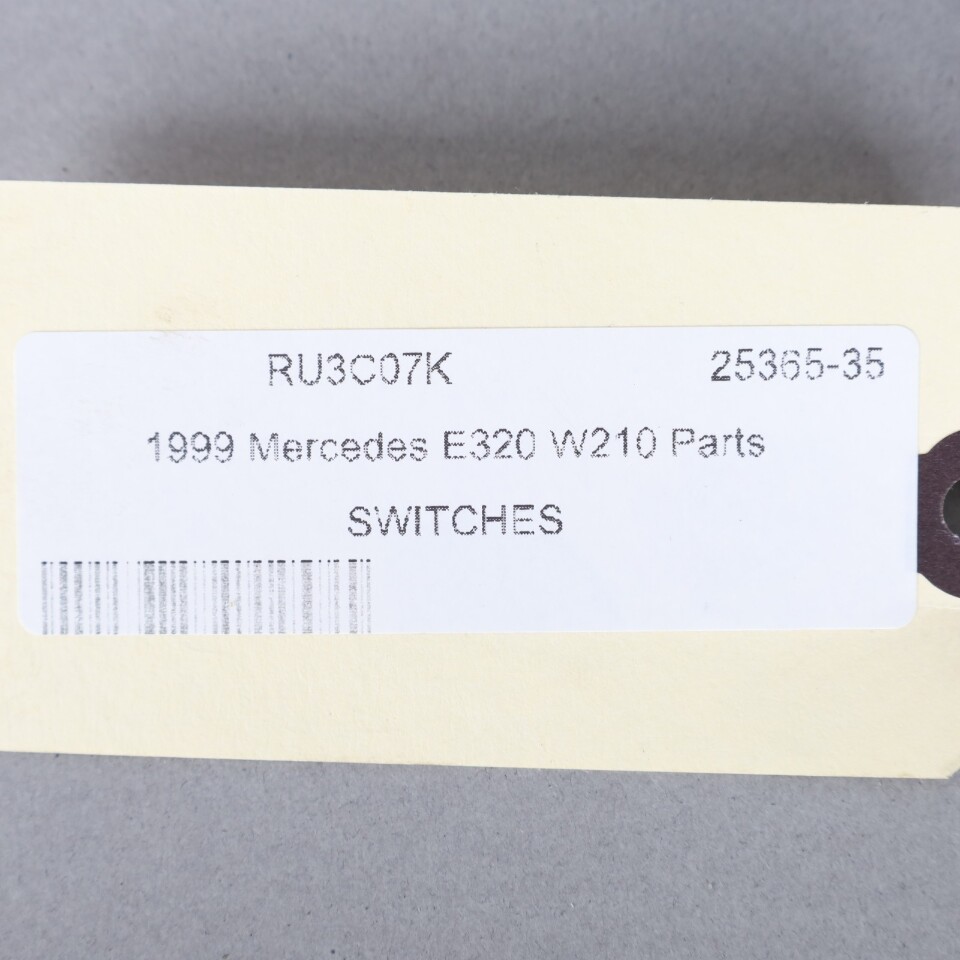 RU3C07K 25365-35
1999 Mercedes E320 W210 Parts
SWITCHES